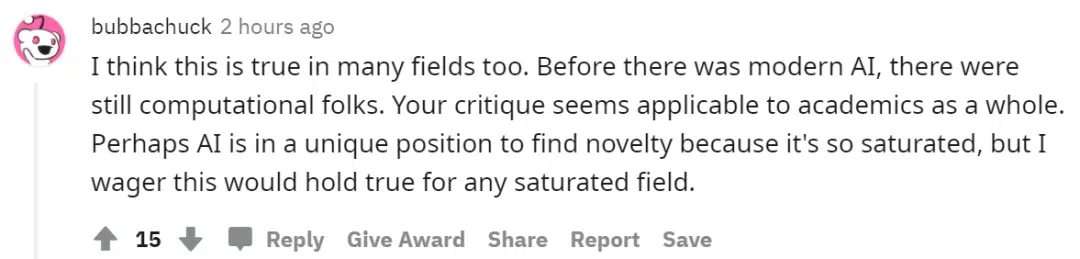 bubbachuck 2 hours ago
I think this is true in many fields too. Before there was modern AI, there were
still computational folks. Your critique seems applicable to academics as a whole.
Perhaps AI is in a unique position to find novelty because it's so saturated, but I
wager this would hold true for any saturated field.
15 Reply Give Award Share Report Save